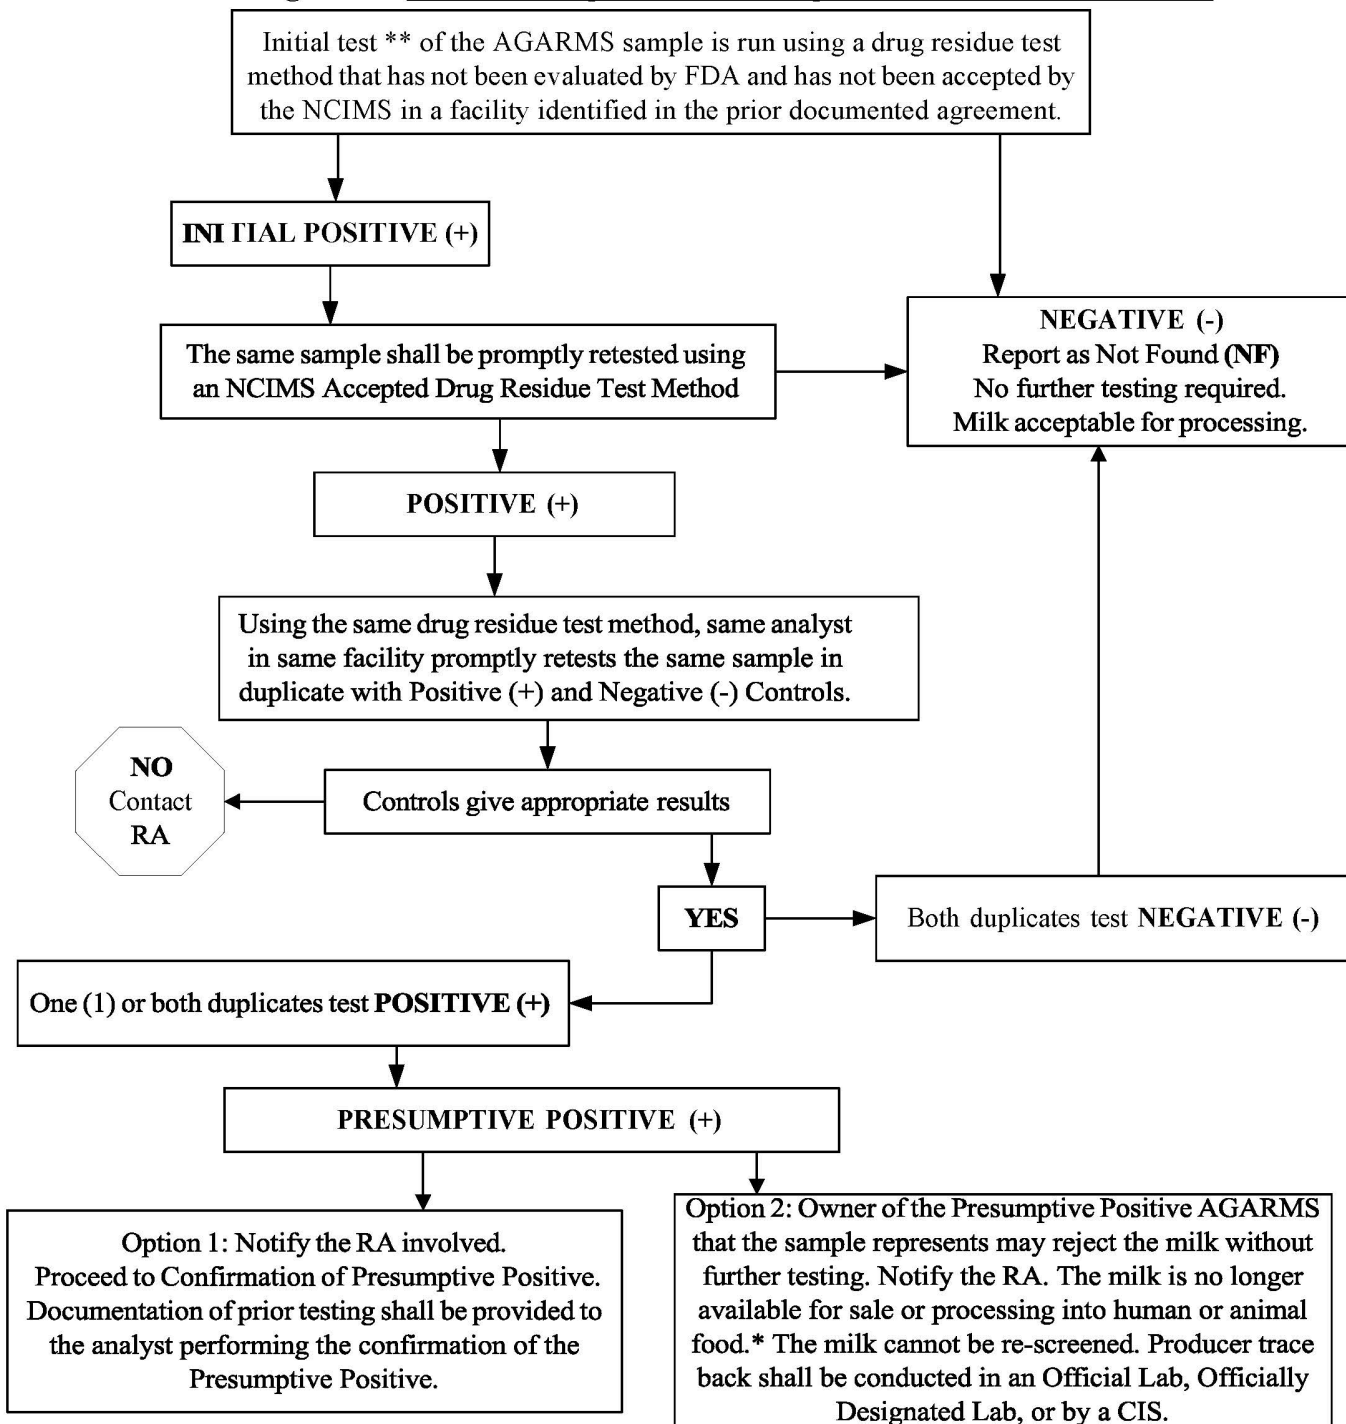 Initial test ** of the AGARMS sample is run using a drug residue test
method that has not been evaluated by FDA and has not been accepted by
the NCIMS in a facility identified in the prior documented agreement.
INITIAL POSITIVE (+)
NEGATIVE (-)
Report as Not Found (NF)
No further testing required.
Milk acceptable for processing.
The same sample shall be promptly retested using
an NCIMS Accepted Drug Residue Test Method
POSITIVE (+)
Using the same drug residue test method, same analyst
in same facility promptly retests the same sample in
duplicate with Positive (+) and Negative (-) Controls.
NO
Contact
RA
Controls give appropriate results
YES
Both duplicates test NEGATIVE (-)
One (1) or both duplicates test POSITIVE (+)
PRESUMPTIVE POSITIVE (+)
Option 1: Notify the RA involved.
Proceed to Confirmation of Presumptive Positive.
Documentation of prior testing shall be provided to
the analyst performing the confirmation of the
Presumptive Positive.
Option 2: Owner of the Presumptive Positive AGARMS
that the sample represents may reject the milk without
further testing. Notify the RA. The milk is no longer
available for sale or processing into human or animal
food.* The milk cannot be re-screened. Producer trace
back shall be conducted in an Official Lab, Officially
Designated Lab, or by a CIS.